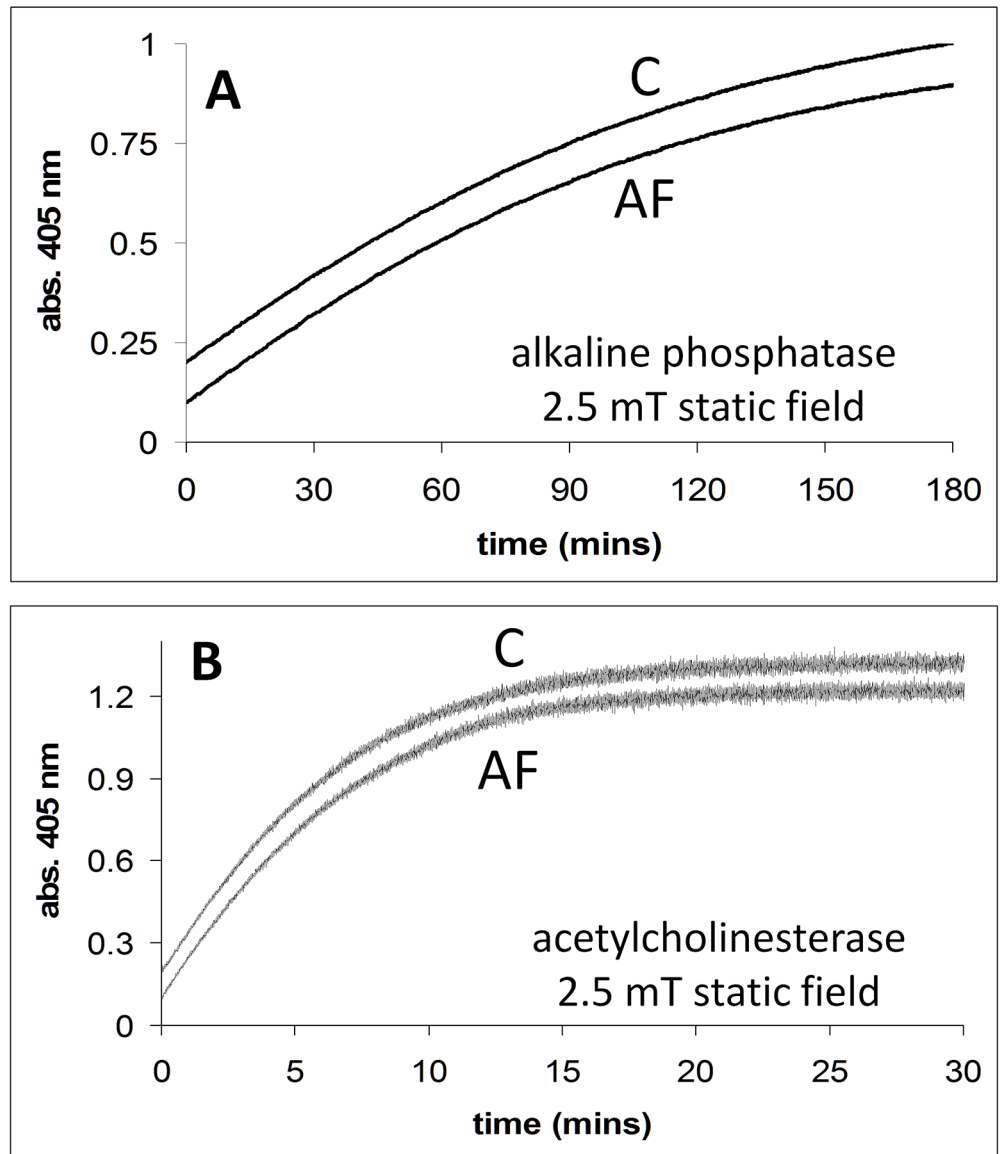 A
C
AF
alkaline phosphatase
2.5 mT static field
abs. 405 nm
1
0.75
0.5
0.25
0
0 30 60 90 120 150 180
time (mins)
B
C
AF
acetylcholinesterase
2.5 mT static field
abs. 405 nm
1.2
0.9
0.6
0.3
0
0 5 10 15 20 25 30
time (mins)